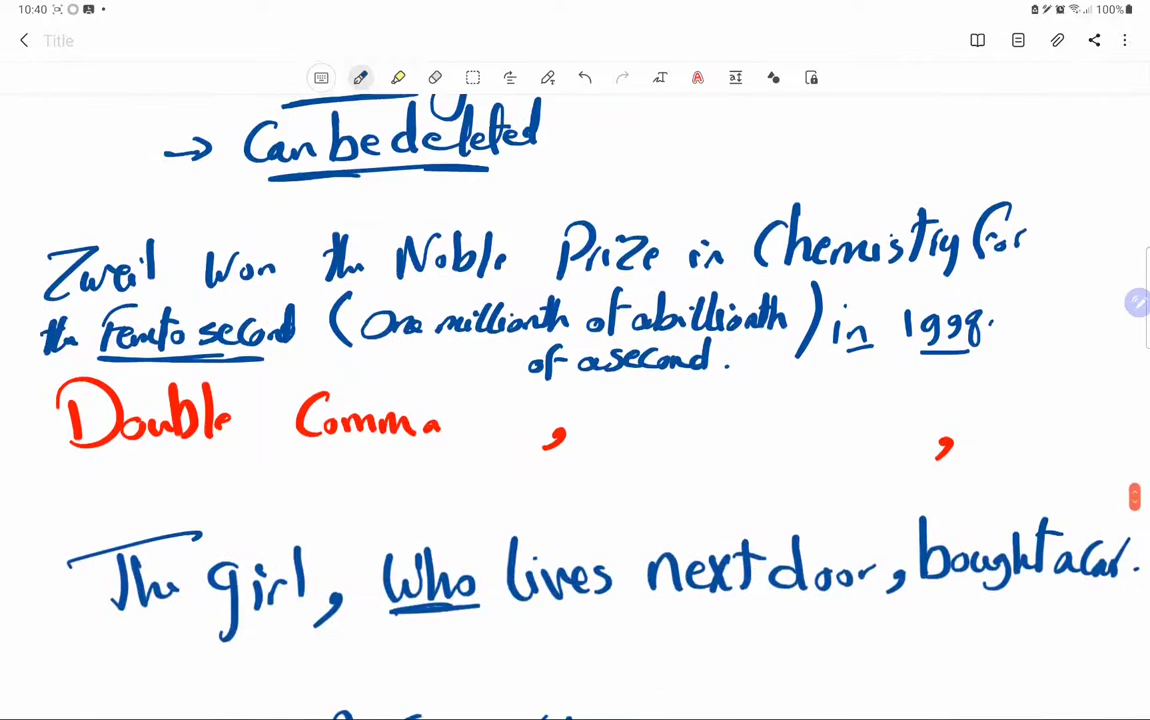 10:40 100%
Title
→ Can be deleted
Zweil won the Noble Prize in Chemistry for
the Femto second (One millionth of a billionth) in 1998.
of a second.
Double Comma , ,
The girl, who lives next door, bought a car.